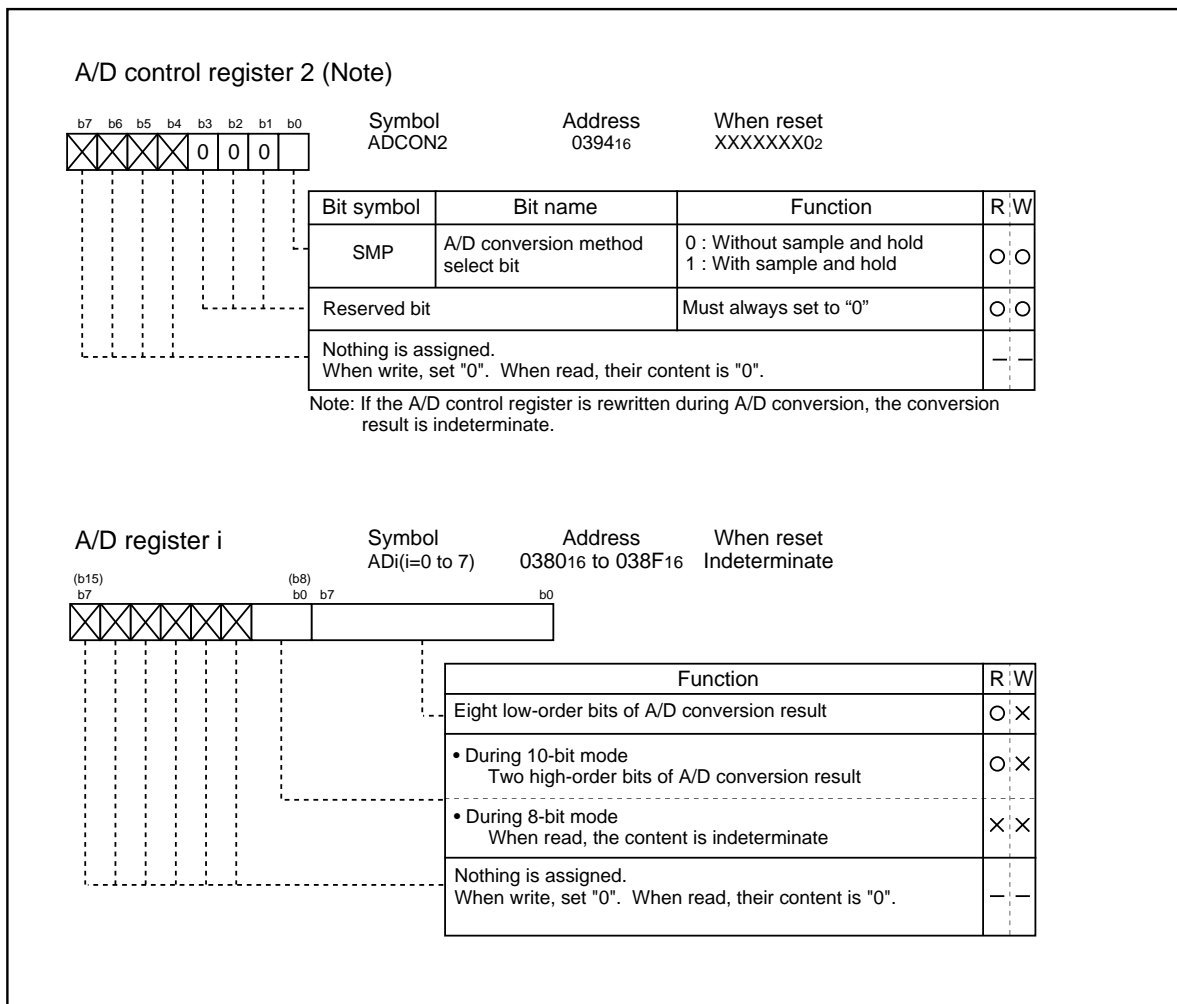 A/D control register 2 (Note)
b7 b6 b5 b4 b3 b2 b1 b0
0 0 0
Symbol Address When reset
ADCON2 039416 XXXXXXX02
Bit symbol Bit name Function R W
SMP
A/D conversion method
select bit
0 : Without sample and hold
1 : With sample and hold
Reserved bit Must always set to “0”
Nothing is assigned.
When write, set "0". When read, their content is "0".
Note: If the A/D control register is rewritten during A/D conversion, the conversion
result is indeterminate.
A/D register i
Symbol Address When reset
ADi(i=0 to 7) 038016 to 038F16 Indeterminate
(b15) (b8)
b7 b0 b7 b0
Function R W
Eight low-order bits of A/D conversion result
• During 10-bit mode
Two high-order bits of A/D conversion result
• During 8-bit mode
When read, the content is indeterminate
Nothing is assigned.
When write, set "0". When read, their content is "0".